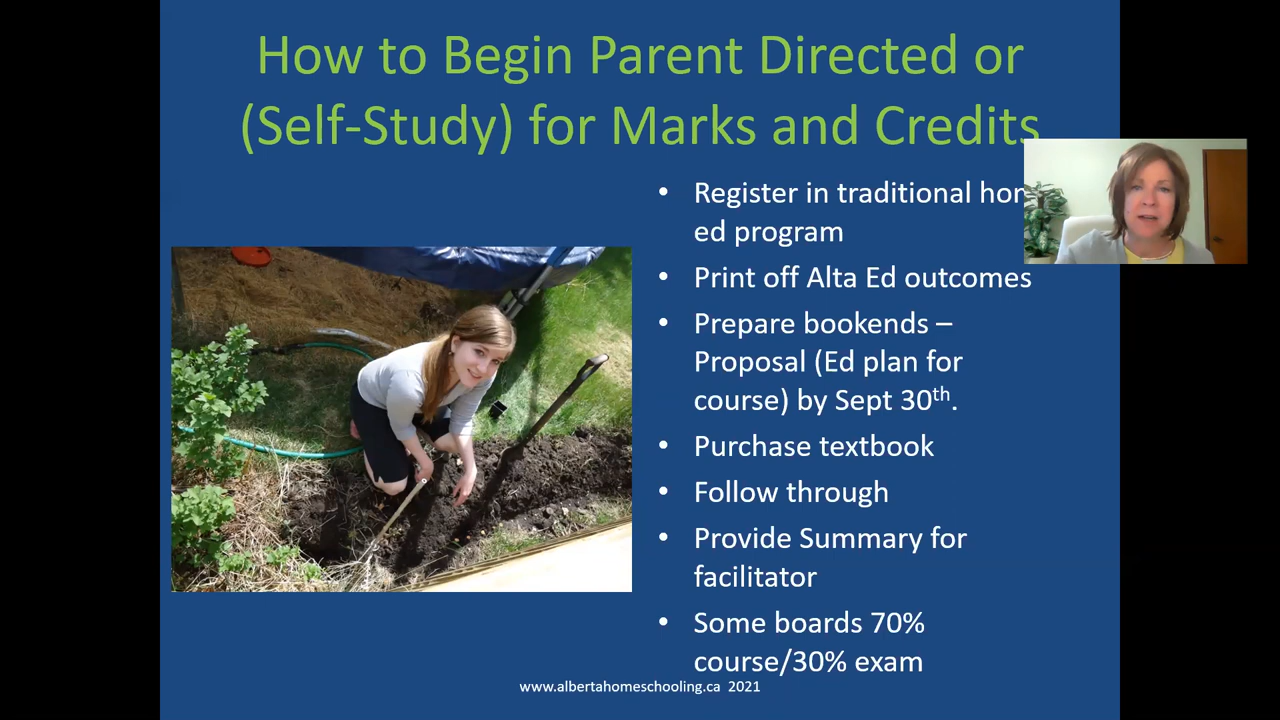 How to Begin Parent Directed or
(Self-Study) for Marks and Credits
• Register in traditional
ed program
• Print off Alta Ed outcomes
• Prepare bookends –
Proposal (Ed plan for
course) by Sept 30th.
• Purchase textbook
• Follow through
• Provide Summary for
facilitator
• Some boards 70%
course/30% exam
www.albertahomeschooling.ca 2021